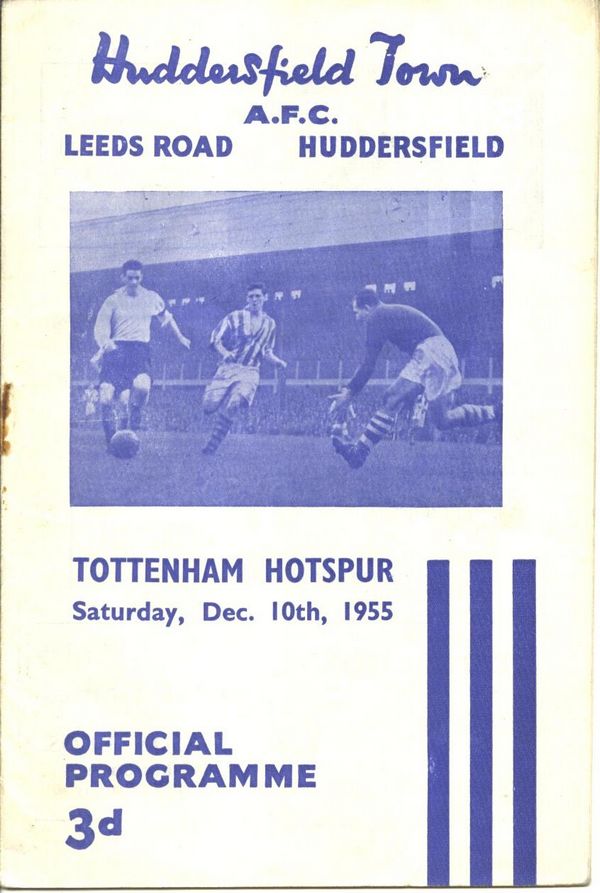 Huddersfield Town
A.F.C.
LEEDS ROAD HUDDERSFIELD
TOTTENHAM HOTSPUR
Saturday, Dec. 10th, 1955
OFFICIAL
PROGRAMME
3d